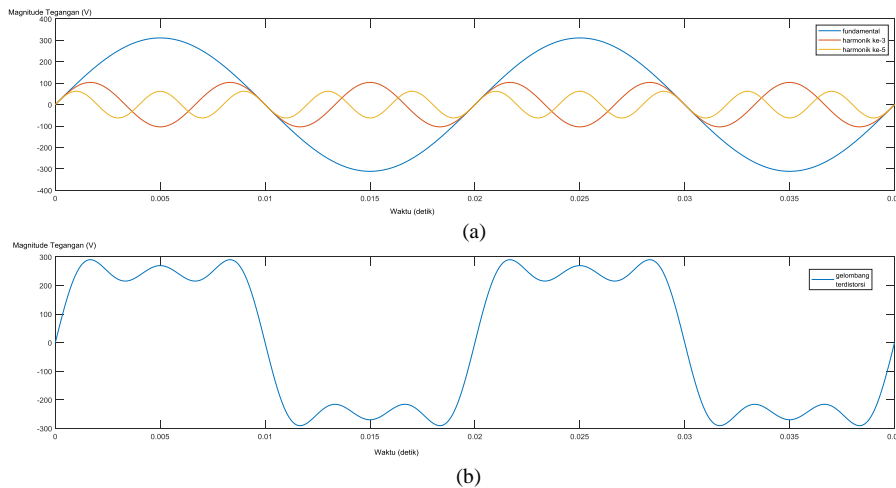 Magnitude Tegangan (V)
400
300
200
100
0
-100
-200
-300
-400
fundamental
harmonik ke-3
harmonik ke-5
0 0.005 0.01 0.015 0.02 0.025 0.03 0.035 0.0
Waktu (detik)
(a)
Magnitude Tegangan (V)
300
200
100
0
-100
-200
-300
gelombang
terdistorsi
0 0.005 0.01 0.015 0.02 0.025 0.03 0.035 0.0
Waktu (detik)
(b)